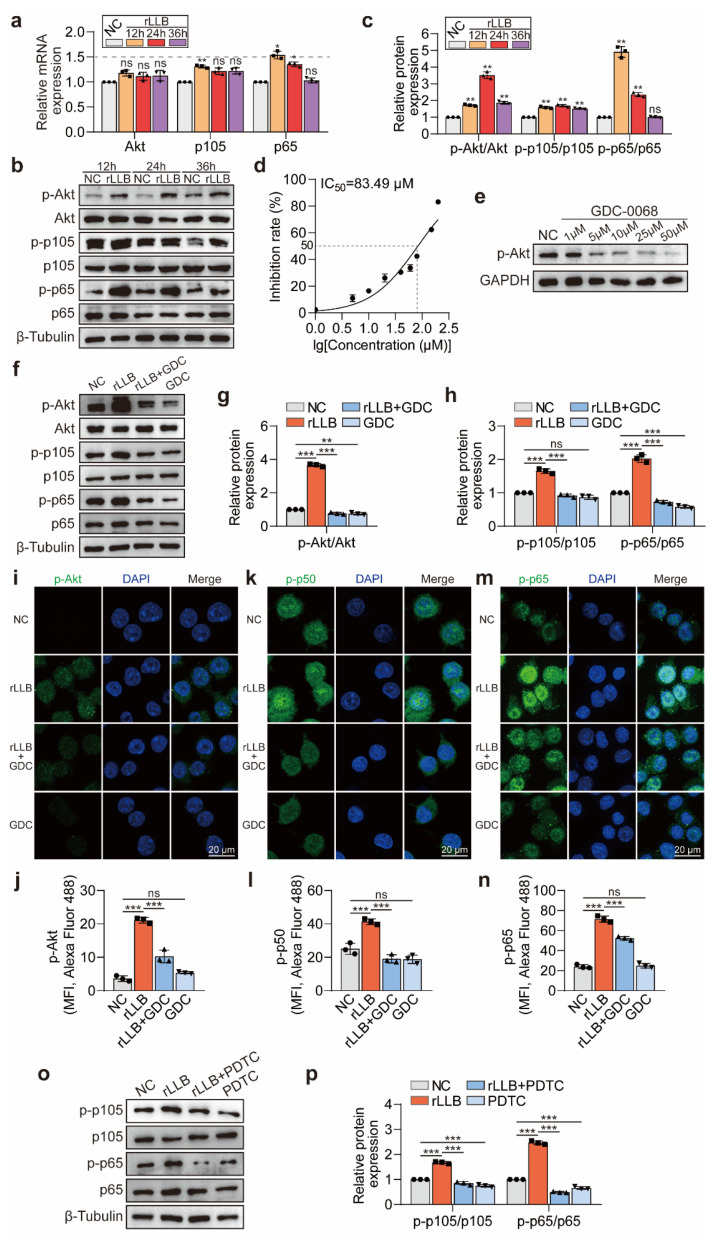 a
rLLB
NC 12h 24h 36h
Relative mRNA
expression
2.0
1.5
1.0
0.5
0.0
ns ns ns ** ns ns * * ns
Akt p105 p65
c
rLLB
NC 12h 24h 36h
Relative protein
expression
6
5
4
3
2
1
0
** ** ** ** ** ** ** ** ns
p-Akt/Akt p-p105/p105 p-p65/p65
b
12h 24h 36h
NC rLLB NC rLLB NC rLLB
p-Akt
Akt
p-p105
p105
p-p65
p65
β-Tubulin
d
IC50=83.49 μM
Inhibition rate (%)
100
80
60
50
40
20
0
0.0 0.5 1.0 1.5 2.0 2.5
lg[Concentration (μM)]
e
GDC-0068
NC 1μM 5μM 10μM 25μM 50μM
p-Akt
GAPDH
f
NC rLLB rLLB+GDC GDC
p-Akt
Akt
p-p105
p105
p-p65
p65
β-Tubulin
g
NC rLLB+GDC
rLLB GDC
Relative protein
expression
6
4
2
0
**
*** ***
p-Akt/Akt
h
NC rLLB+GDC
rLLB GDC
Relative protein
expression
3
2
1
0
ns ***
*** *** *** ***
p-p105/p105 p-p65/p65
i
p-Akt DAPI Merge
NC
rLLB
rLLB
+
GDC
GDC
20 μm
k
p-p50 DAPI Merge
NC
rLLB
rLLB
+
GDC
GDC
20 μm
m
p-p65 DAPI Merge
NC
rLLB
rLLB
+
GDC
GDC
20 μm
j
p-Akt
(MFI, Alexa Fluor 488)
30
20
10
0
ns
*** ***
NC rLLB rLLB+GDC GDC
l
p-p50
(MFI, Alexa Fluor 488)
60
40
20
0
ns
*** ***
NC rLLB rLLB+GDC GDC
n
p-p65
(MFI, Alexa Fluor 488)
100
80
60
40
20
0
ns
*** ***
NC rLLB rLLB+GDC GDC
o
NC rLLB rLLB+PDTC PDTC
p-p105
p105
p-p65
p65
β-Tubulin
p
NC rLLB+PDTC
rLLB PDTC
Relative protein
expression
4
3
2
1
0
*** ***
*** *** *** ***
p-p105/p105 p-p65/p65